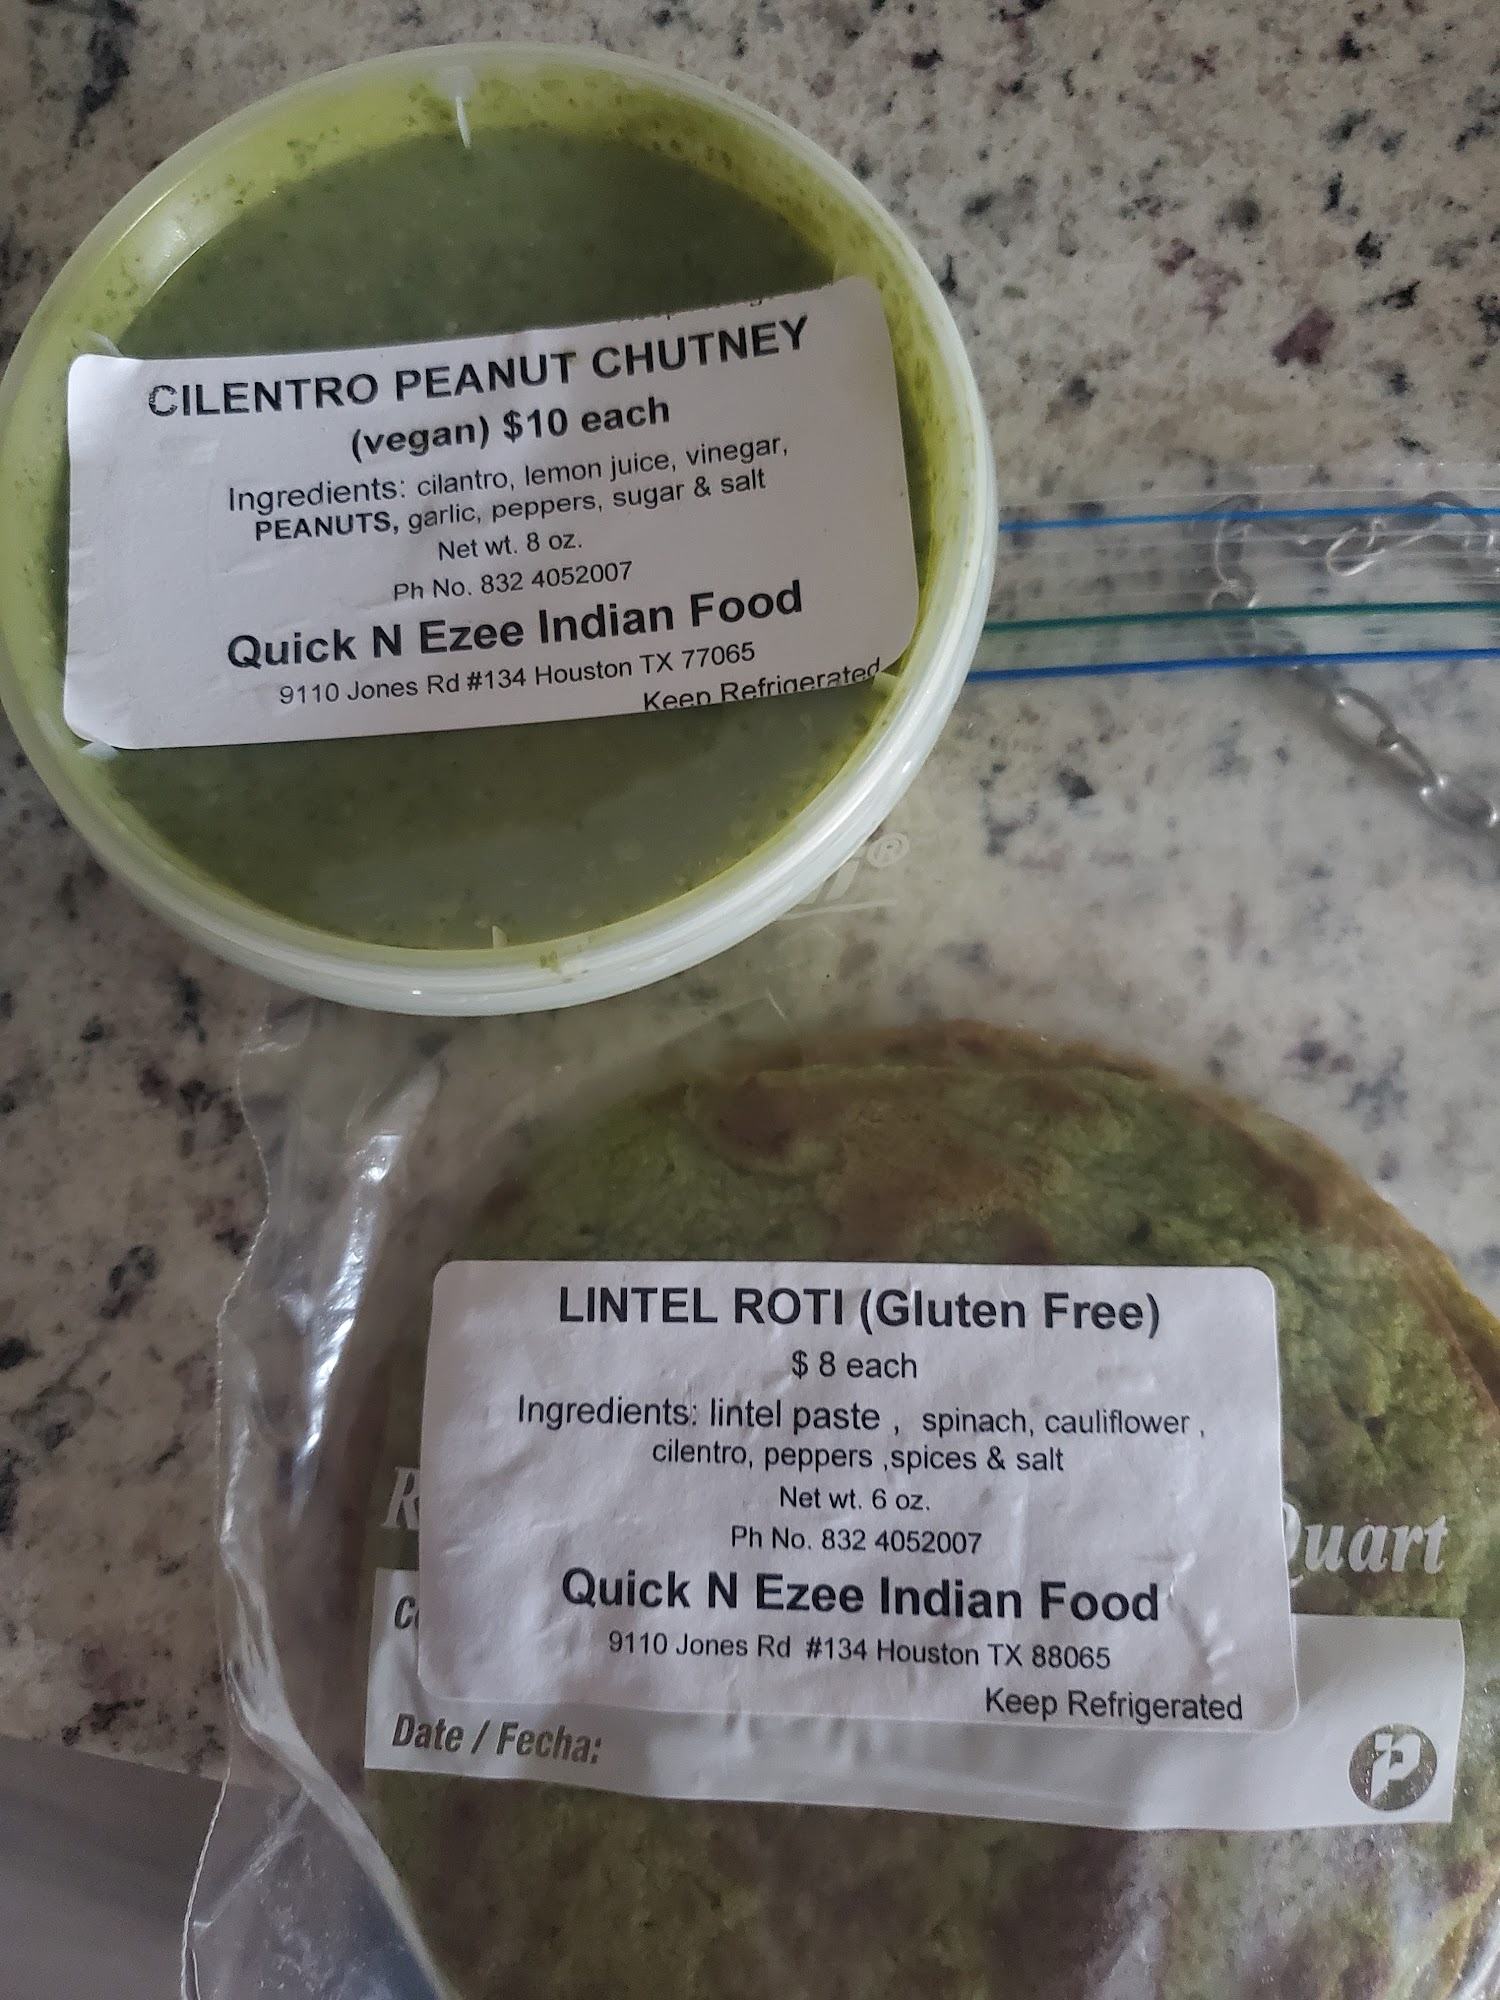 CILENTRO PEANUT CHUTNEY
(vegan) $10 each
Ingredients: cilantro, lemon juice, vinegar,
PEANUTS, garlic, peppers, sugar & salt
Net wt. 8 oz.
Ph No. 832 4052007
Quick N Ezee Indian Food
9110 Jones Rd #134 Houston TX 77065
Keep Refrigerated
LINTEL ROTI (Gluten Free)
$ 8 each
Ingredients: lintel paste , spinach, cauliflower ,
cilentro, peppers ,spices & salt
Net wt. 6 oz.
Ph No. 832 4052007
Quick N Ezee Indian Food
9110 Jones Rd #134 Houston TX 88065
Keep Refrigerated
Quart
Date / Fecha: